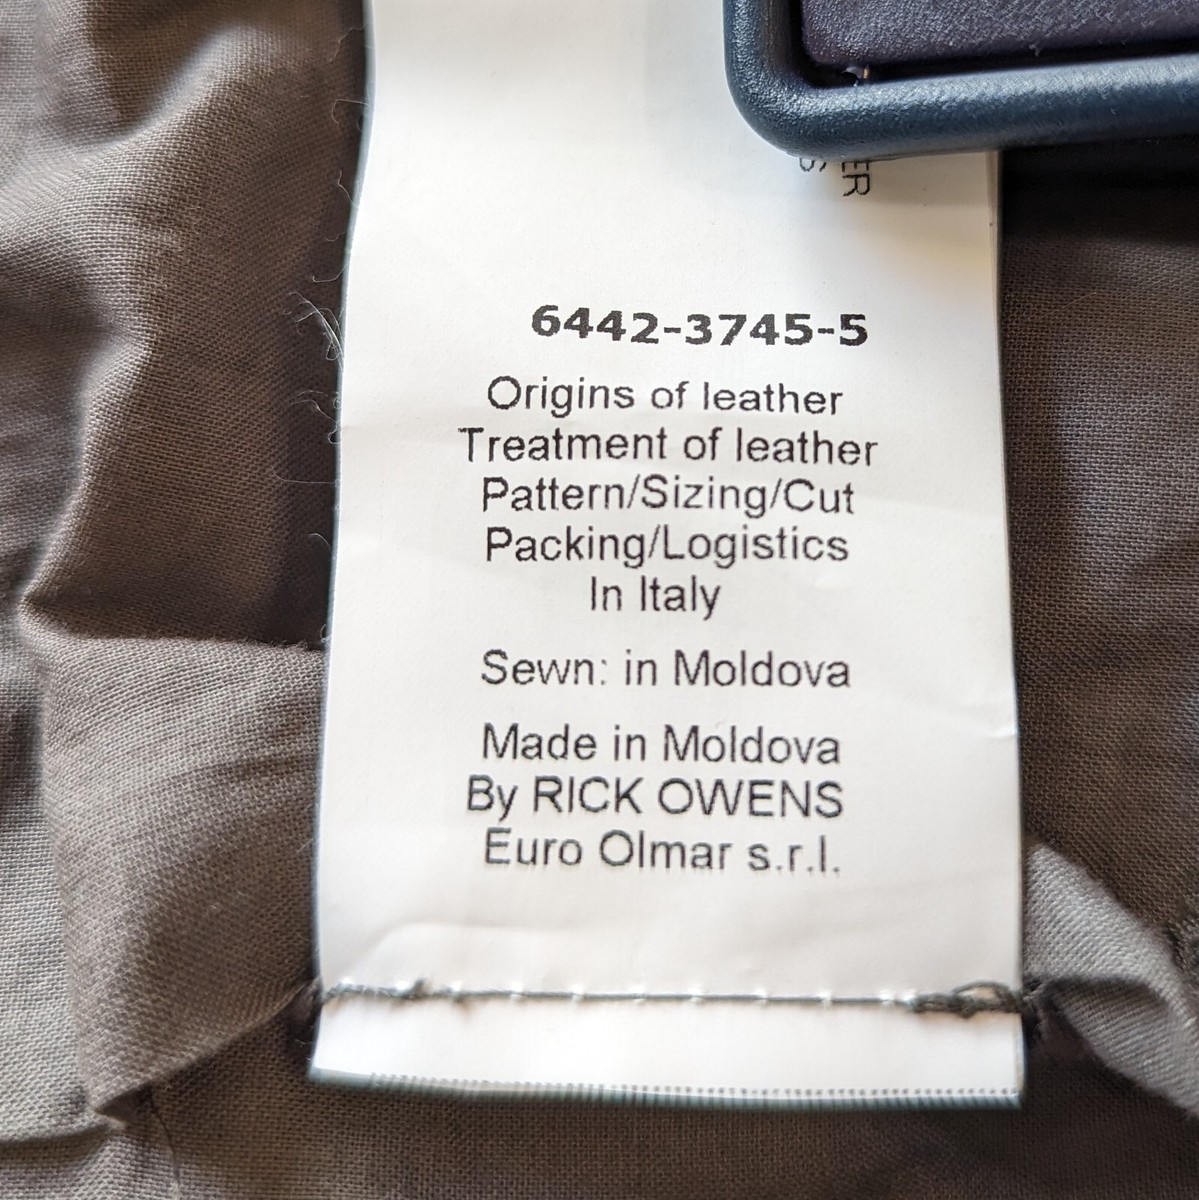 6442-3745-5
Origins of leather
Treatment of leather
Pattern/Sizing/Cut
Packing/Logistics
In Italy
Sewn: in Moldova
Made in Moldova
By RICK OWENS
Euro Olmar s.r.l.